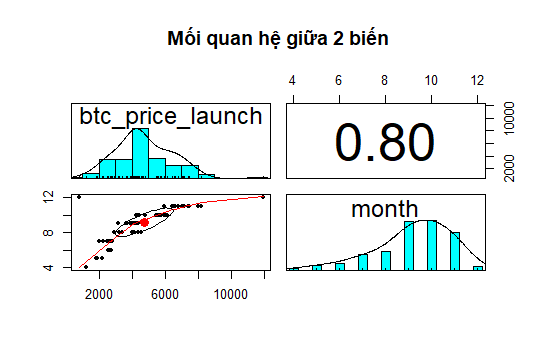 Mối quan hệ giữa 2 biến
4 6 8 10 12
btc_price_launch
0.80
2000 10000
4 8 12
month
2000 6000 10000